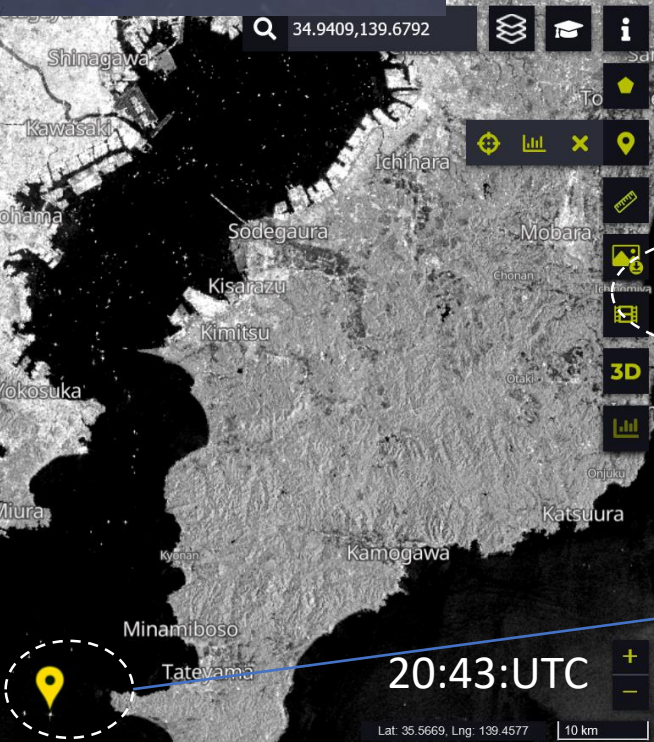 34.9409,139.6792
Shinagawa
Kawasaki
To
Ichihara
ohama
Sodegaura
Mobara
Chonan
Kisarazu
Kimitsu
3D
Otaki
Yokosuka
Onjuku
Miura
Katsuura
Kyonan
Kamogawa
Minamiboso
Tateyama
20:43:UTC
+
−
Lat: 35.5669, Lng: 139.4577
10 km